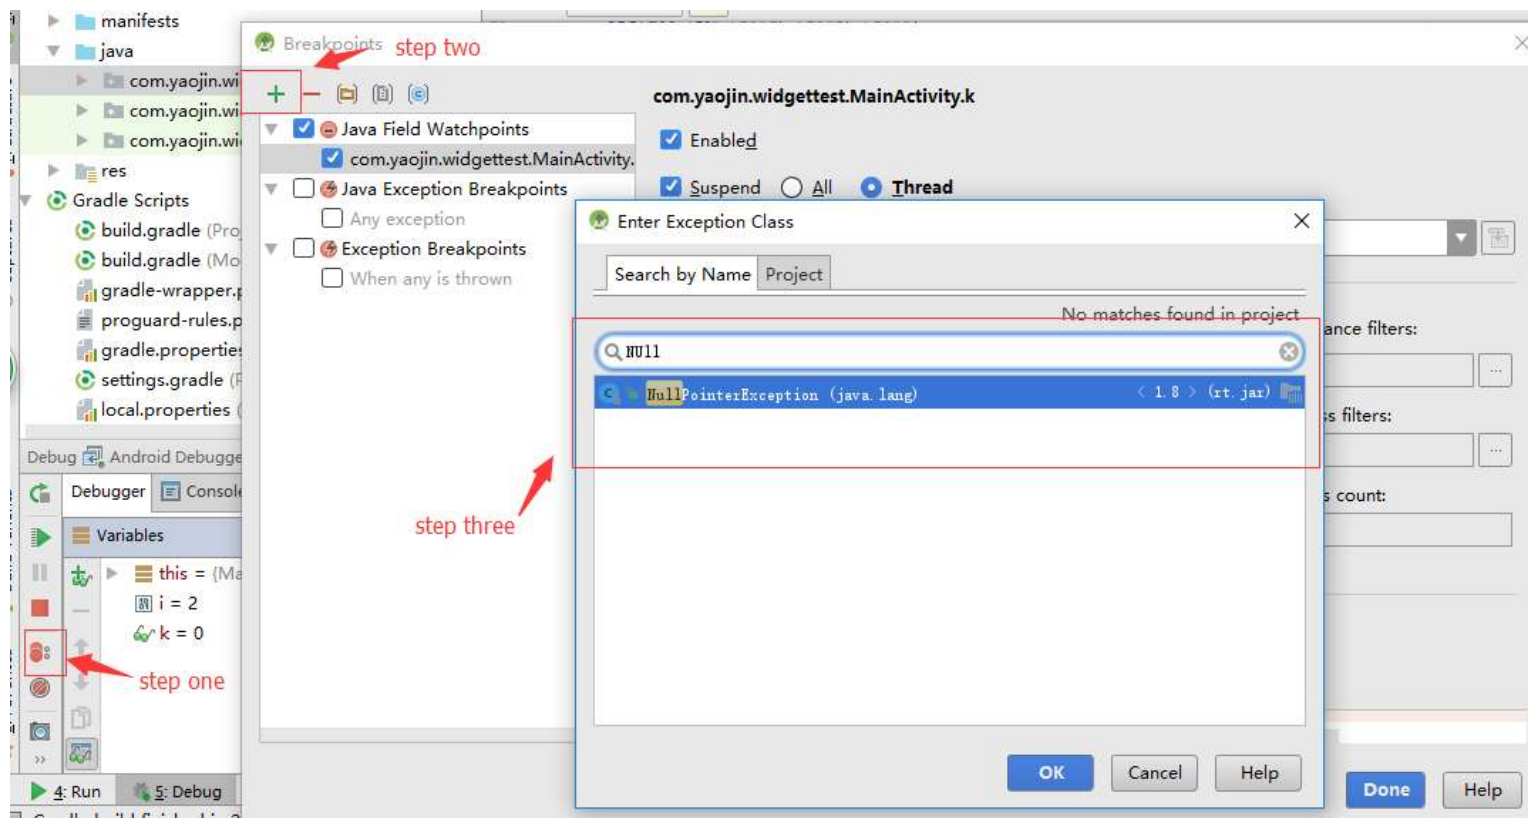 manifests
java
com.yaojin.wi
com.yaojin.wi
com.yaojin.wi
res
Gradle Scripts
build.gradle (Pro
build.gradle (Mo
gradle-wrapper.p
proguard-rules.p
gradle.propertie
settings.gradle (P
local.properties (
Breakpoints
step two
Java Field Watchpoints
com.yaojin.widgettest.MainActivity.
Java Exception Breakpoints
Any exception
Exception Breakpoints
When any is thrown
com.yaojin.widgettest.MainActivity.k
Enabled
Suspend All Thread
Enter Exception Class
Search by Name Project
No matches found in project
NUll
NullPointerException (java.lang) < 1.8 > (rt.jar)
step three
OK Cancel Help
ance filters:
...
ss filters:
...
s count:
Done Help
Debug Android Debugge
Debugger Console
Variables
this = {Ma
i = 2
k = 0
step one
>>
4: Run 5: Debug